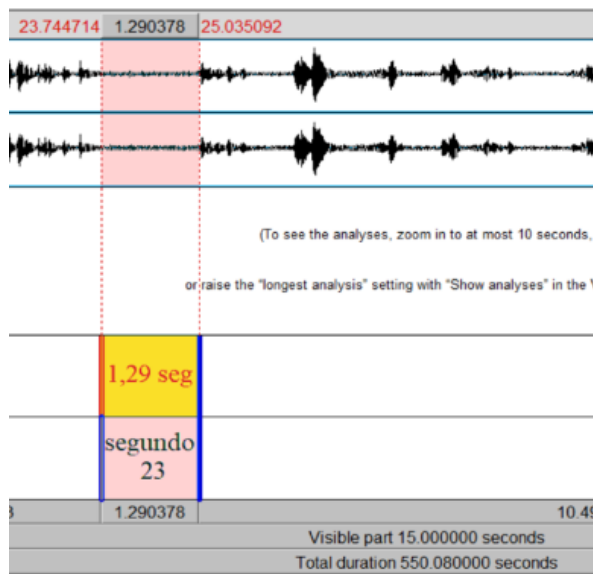 23.744714 1.290378 25.035092
(To see the analyses, zoom in to at most 10 seconds,
or raise the "longest analysis" setting with "Show analyses" in the
1,29 seg
segundo
23
1.290378 10.49
Visible part 15.000000 seconds
Total duration 550.080000 seconds